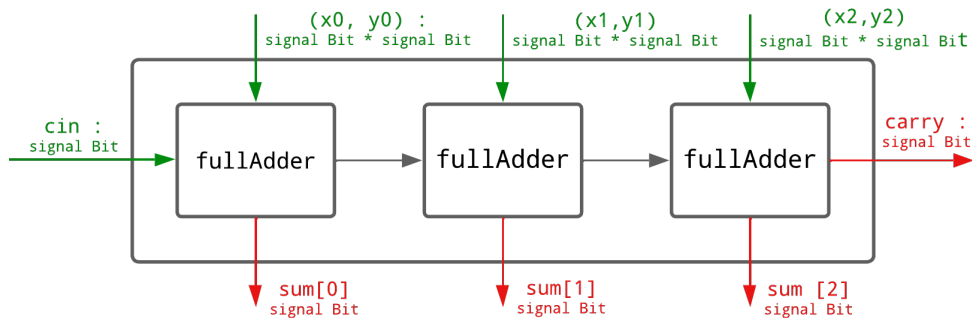 (x0, y0) :
signal Bit * signal Bit
(x1,y1)
signal Bit * signal Bit
(x2,y2)
signal Bit * signal Bit
cin :
signal Bit
fullAdder
fullAdder
fullAdder
carry :
signal Bit
sum[0]
signal Bit
sum[1]
signal Bit
sum [2]
signal Bit